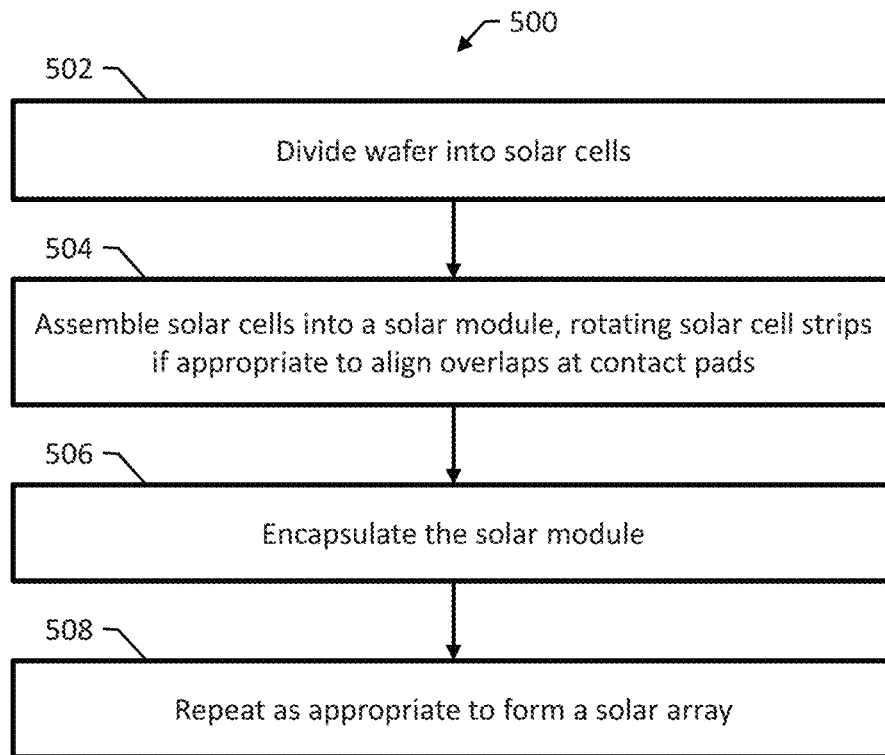 500
502
Divide wafer into solar cells
504
Assemble solar cells into a solar module, rotating solar cell strips
if appropriate to align overlaps at contact pads
506
Encapsulate the solar module
508
Repeat as appropriate to form a solar array